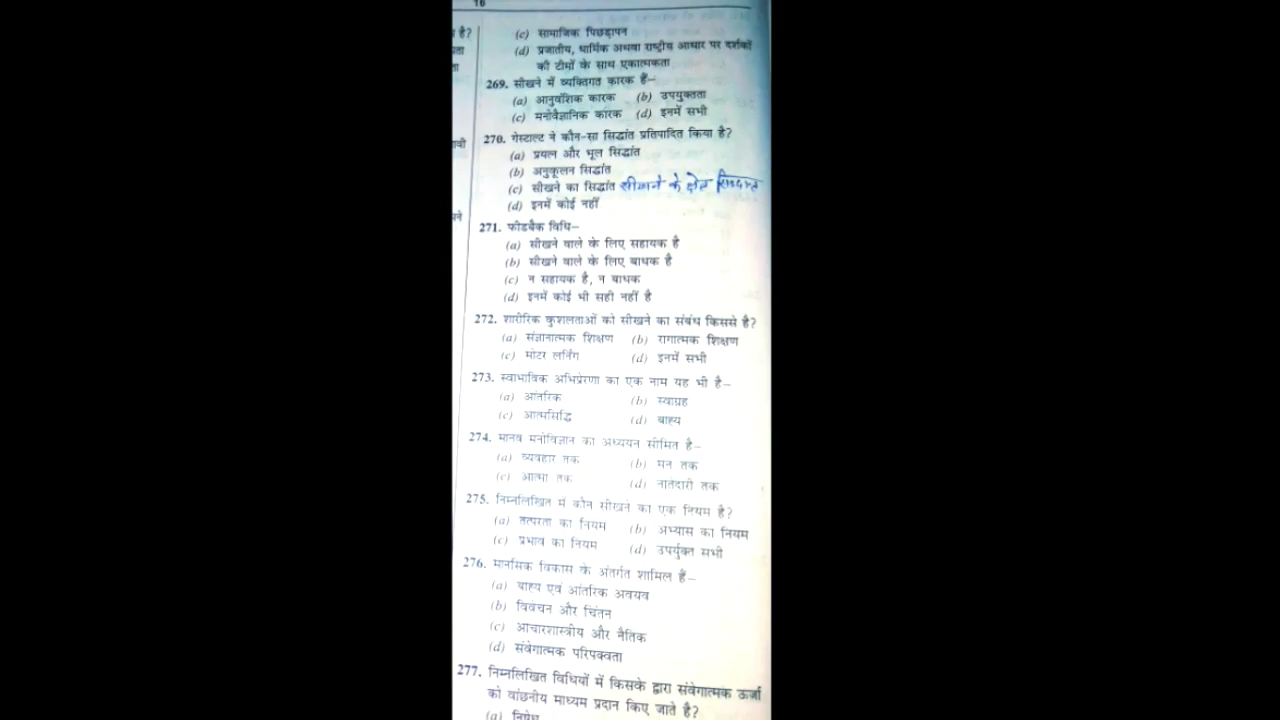 16
है?
(c) सामाजिक पिछड़ापन
(d) प्रजातीय, धार्मिक अथवा राष्ट्रीय आधार पर दर्शकों
की टीमों के साथ एकात्मकता
269. सीखने में व्यक्तिगत कारक हैं–
(a) आनुवंशिक कारक (b) उपयुक्तता
(c) मनोवैज्ञानिक कारक (d) इनमें सभी
270. गेस्टाल्ट ने कौन-सा सिद्धांत प्रतिपादित किया है?
(a) प्रयत्न और भूल सिद्धांत
(b) अनुकूलन सिद्धांत
(c) सीखने का सिद्धांत सीखने के
(d) इनमें कोई नहीं
271. फीडबैक विधि–
(a) सीखने वाले के लिए सहायक है
(b) सीखने वाले के लिए बाधक है
(c) न सहायक है, न बाधक
(d) इनमें कोई भी सही नहीं है
272. शारीरिक कुशलताओं को सीखने का संबंध किससे है?
(a) संज्ञानात्मक शिक्षण (b) रागात्मक शिक्षण
(c) मोटर लर्निंग (d) इनमें सभी
273. स्वाभाविक अभिप्रेरणा का एक नाम यह भी है–
(a) आंतरिक (b) स्वाग्रह
(c) आत्मसिद्धि (d) बाह्य
274. मानव मनोविज्ञान का अध्ययन सीमित है–
(a) व्यवहार तक (b) मन तक
(c) आत्मा तक (d) नातेदारी तक
275. निम्नलिखित में कौन सीखने का एक नियम है?
(a) तत्परता का नियम (b) अभ्यास का नियम
(c) प्रभाव का नियम (d) उपर्युक्त सभी
276. मानसिक विकास के अंतर्गत शामिल हैं–
(a) बाह्य एवं आंतरिक अवयव
(b) विवेचन और चिंतन
(c) आचारशास्त्रीय और नैतिक
(d) संवेगात्मक परिपक्वता
277. निम्नलिखित विधियों में किसके द्वारा संवेगात्मक ऊर्जा
को वांछनीय माध्यम प्रदान किए जाते है?
(a) निषेध